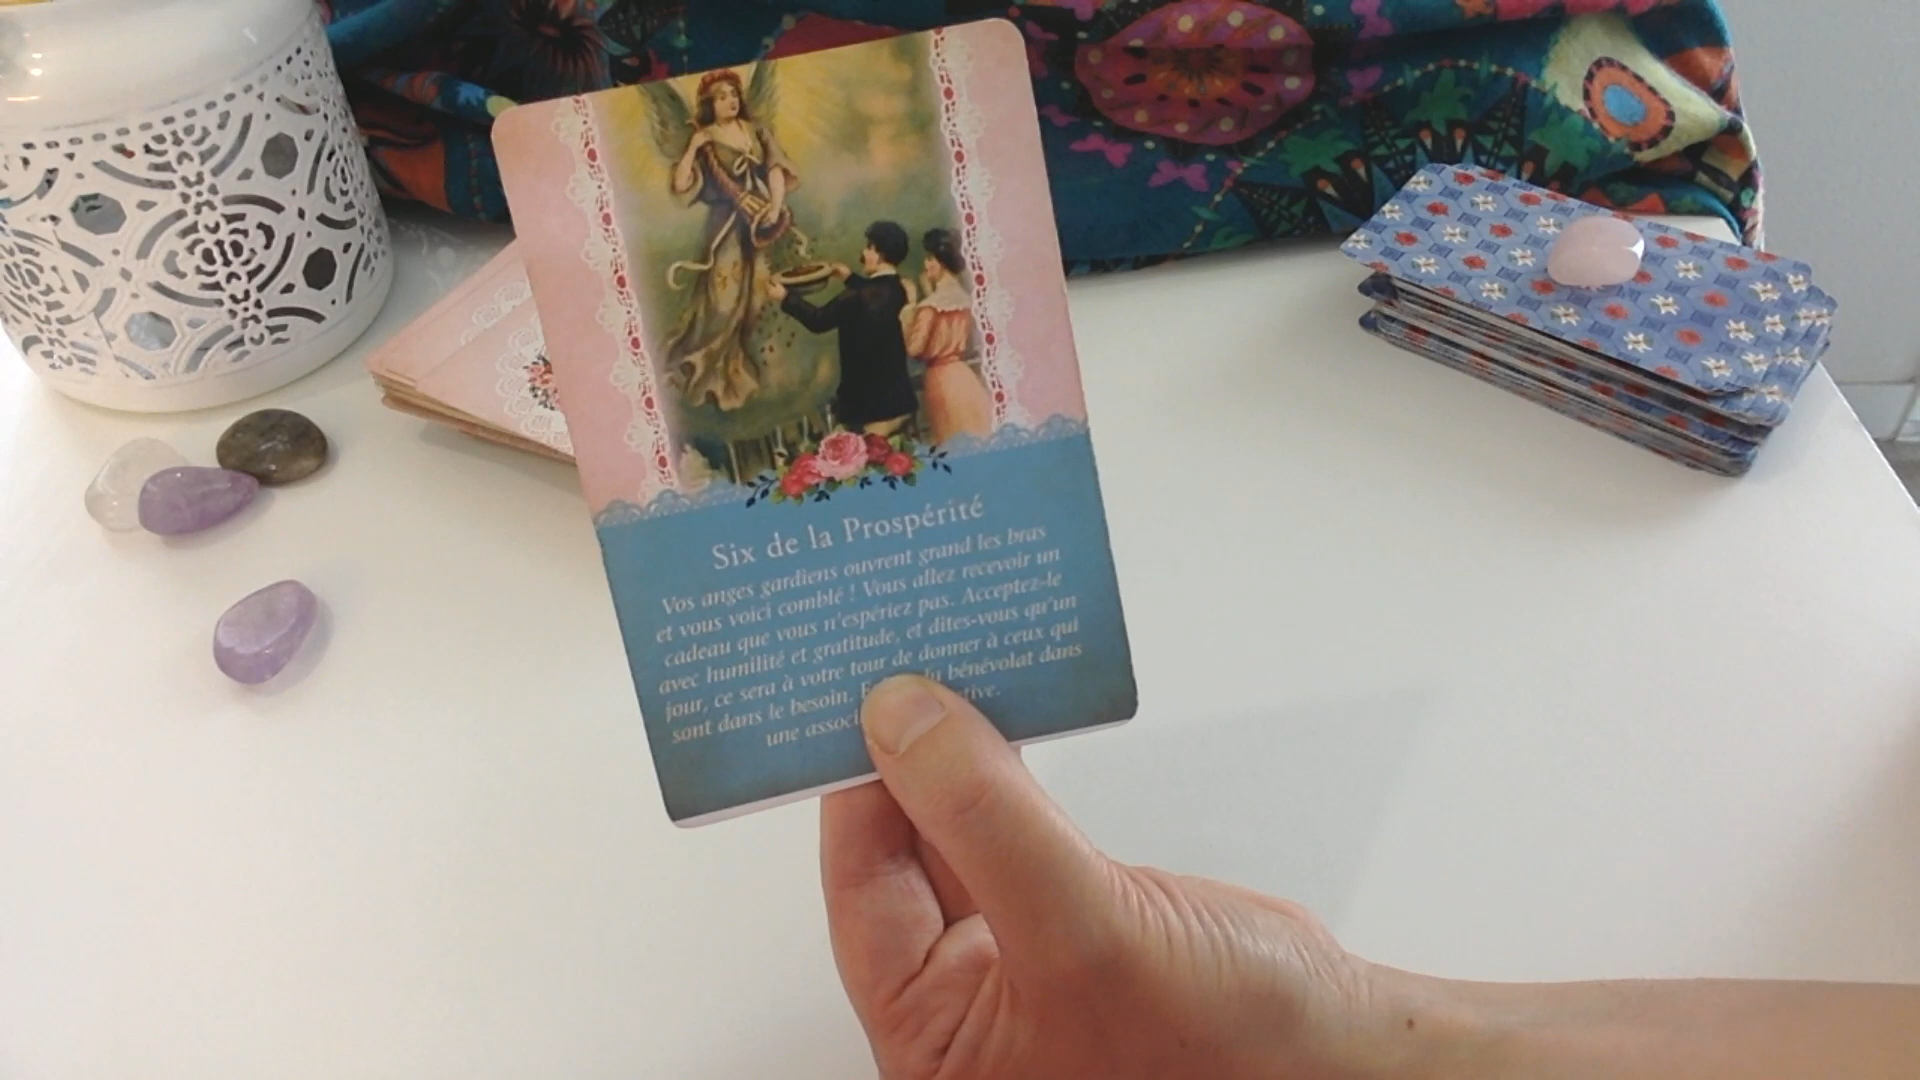 Six de la Prospérité
Vos anges gardiens ouvrent grand les bras
et vous voici comblé ! Vous allez recevoir un
cadeau que vous n'espériez pas. Acceptez-le
avec humilité et gratitude, et dites-vous qu'un
jour, ce sera à votre tour de donner à ceux qui
sont dans le besoin. bénévolat dans
une